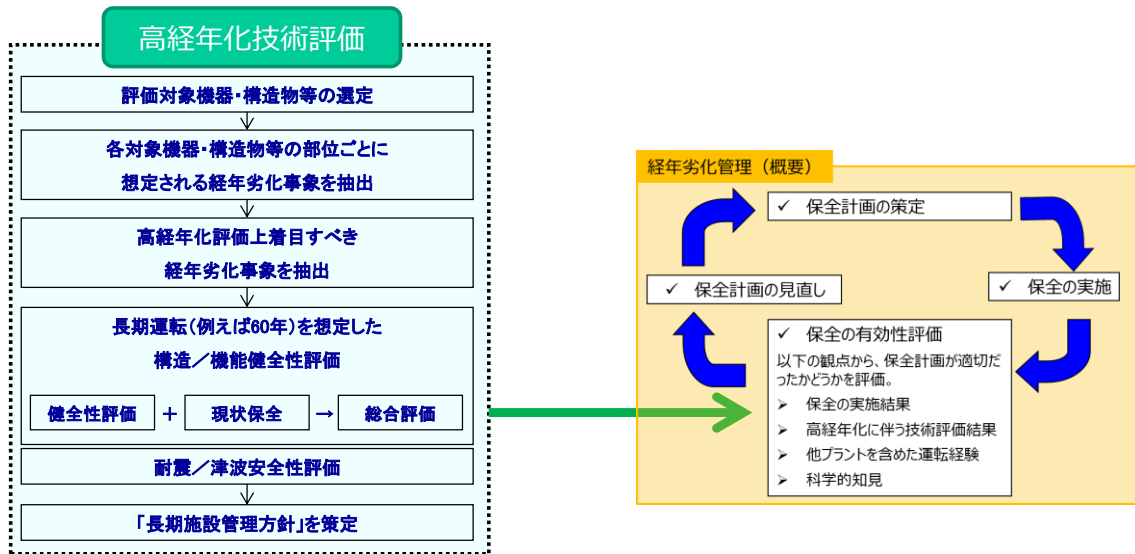 高経年化技術評価
評価対象機器・構造物等の選定
各対象機器・構造物等の部位ごとに
想定される経年劣化事象を抽出
高経年化評価上着目すべき
経年劣化事象を抽出
長期運転(例えば60年)を想定した
構造／機能健全性評価
健全性評価 ＋ 現状保全 → 総合評価
耐震／津波安全性評価
「長期施設管理方針」を策定
経年劣化管理（概要）
✓ 保全計画の策定
✓ 保全の実施
✓ 保全計画の見直し
✓ 保全の有効性評価
以下の観点から、保全計画が適切だ
ったかどうかを評価。
➢ 保全の実施結果
➢ 高経年化に伴う技術評価結果
➢ 他プラントを含めた運転経験
➢ 科学的知見